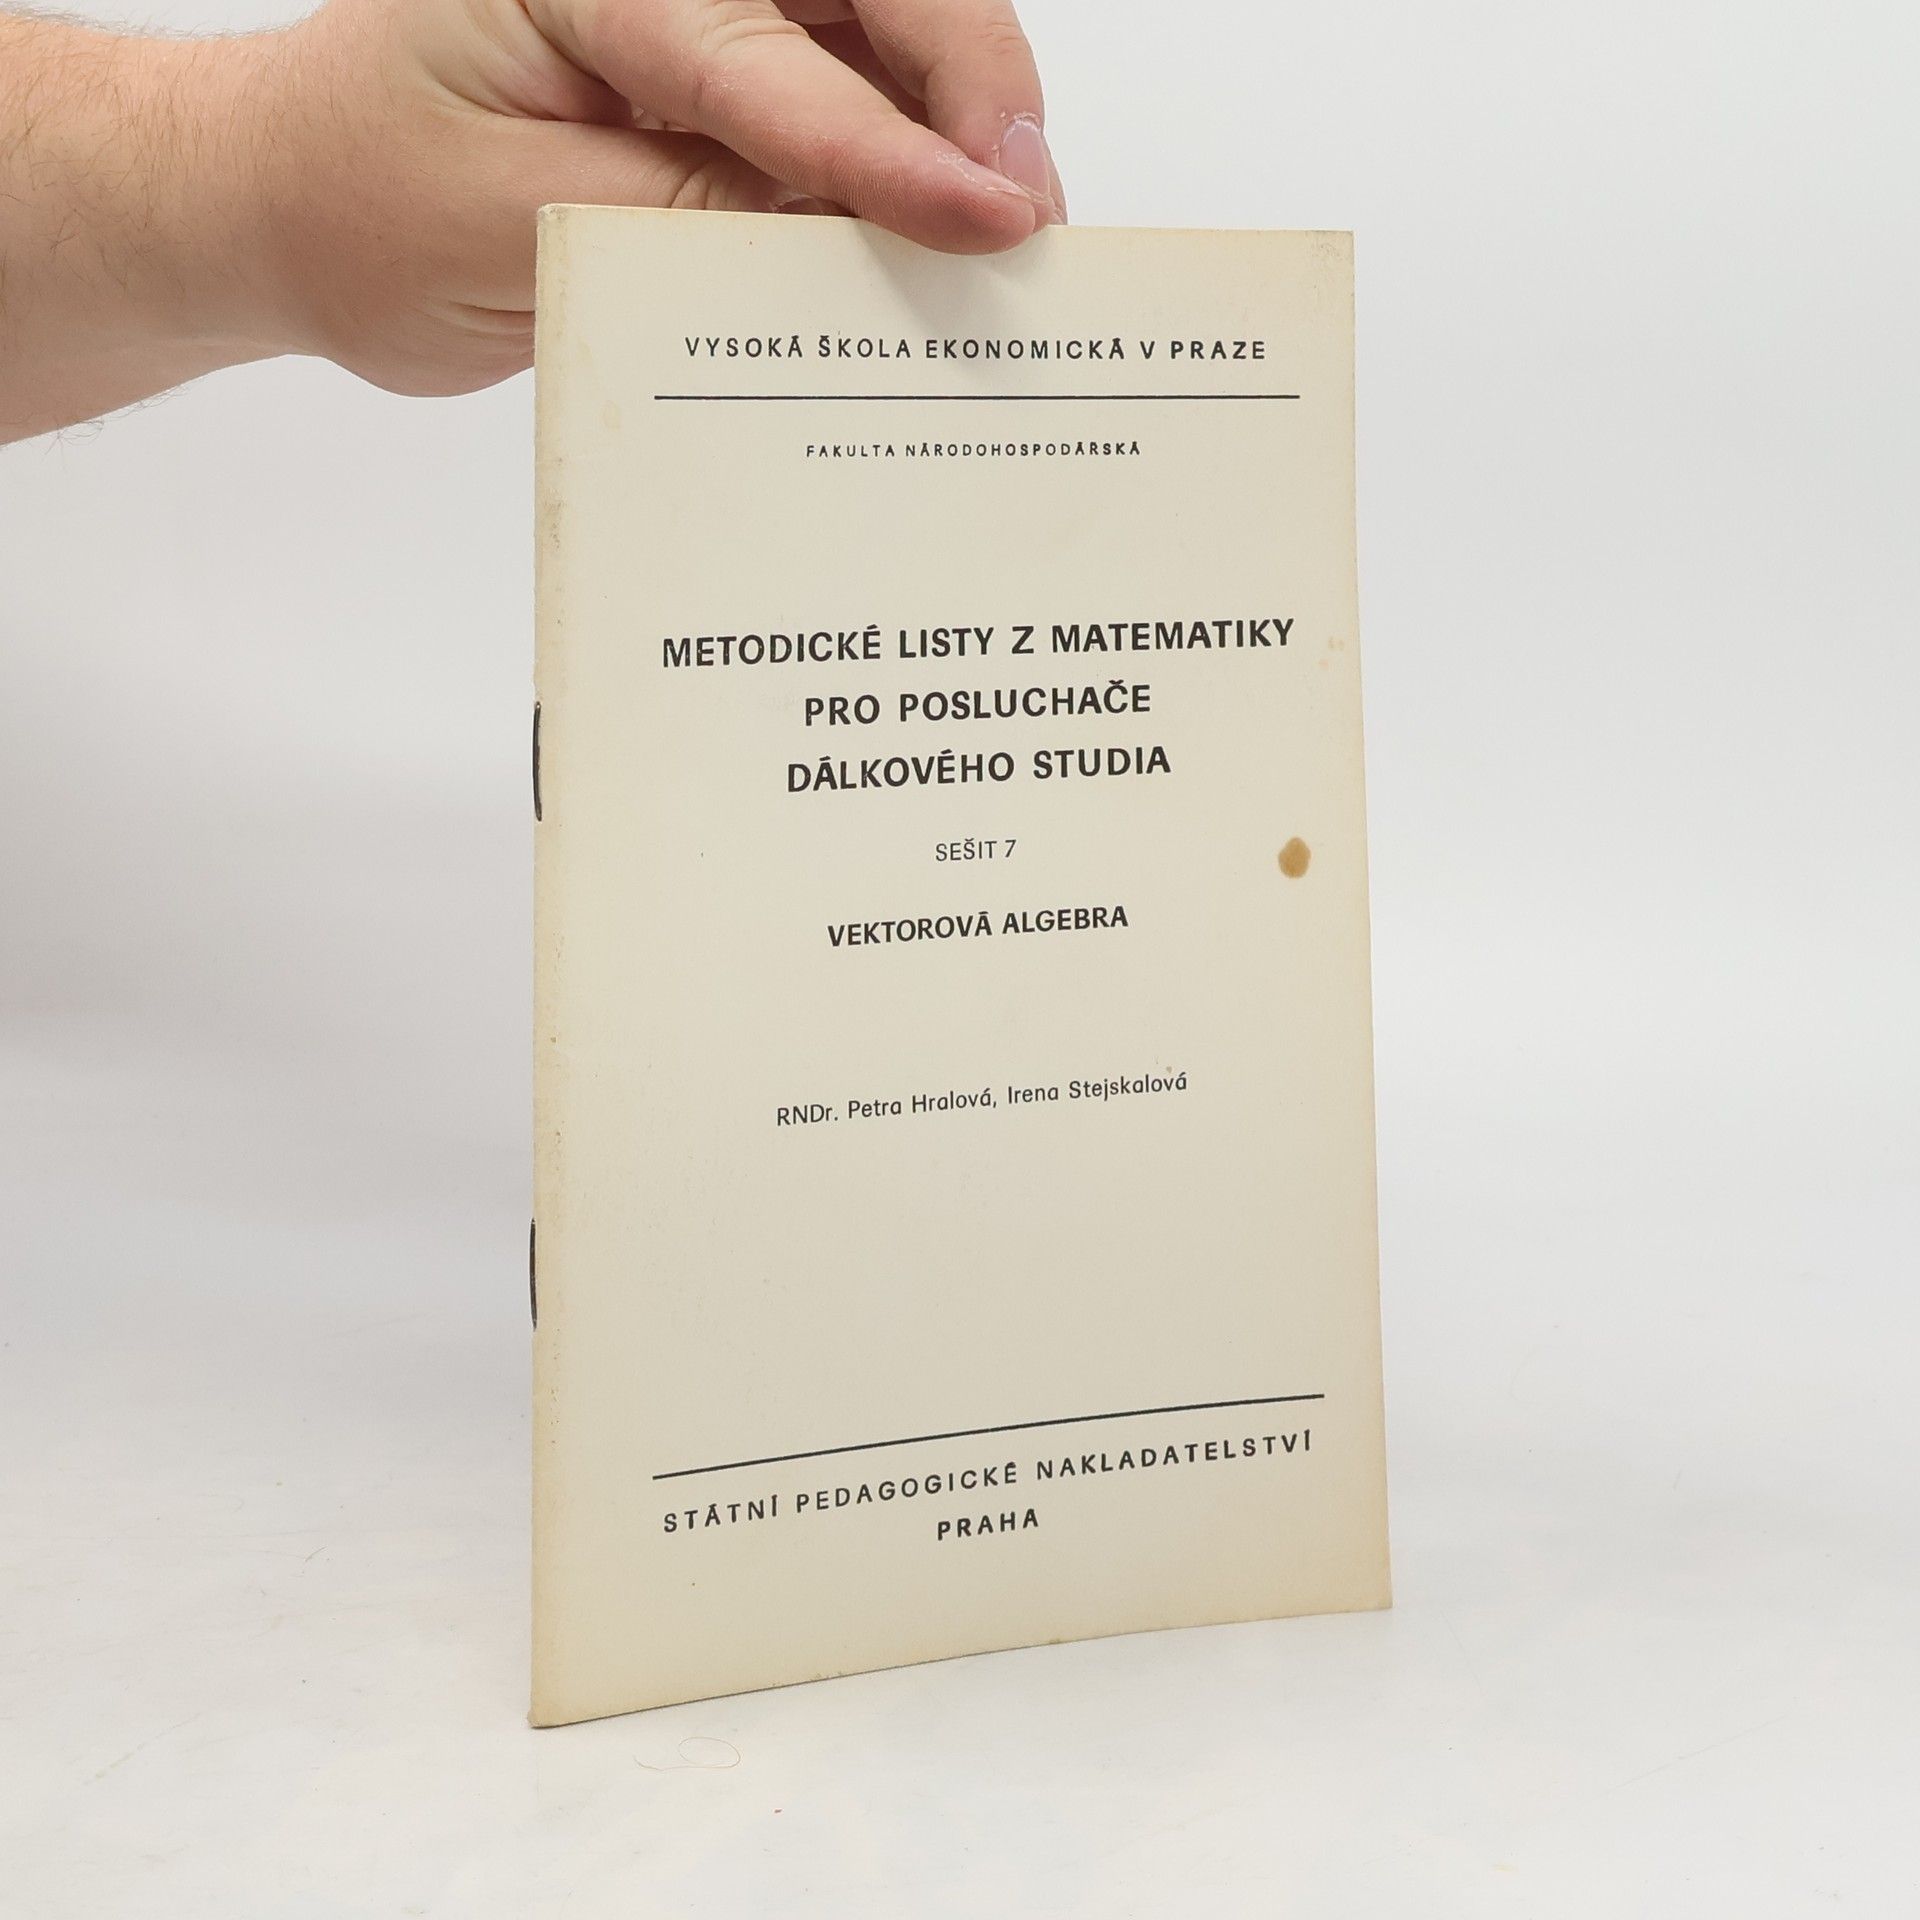 VYSOKÁ ŠKOLA EKONOMICKÁ V PRAZE
FAKULTA NÁRODOHOSPODÁŘSKÁ
METODICKÉ LISTY Z MATEMATIKY
PRO POSLUCHAČE
DÁLKOVÉHO STUDIA
SEŠIT 7
VEKTOROVÁ ALGEBRA
RNDr. Petra Hralová, Irena Stejskalová
STÁTNÍ PEDAGOGICKÉ NAKLADATELSTVÍ
PRAHA